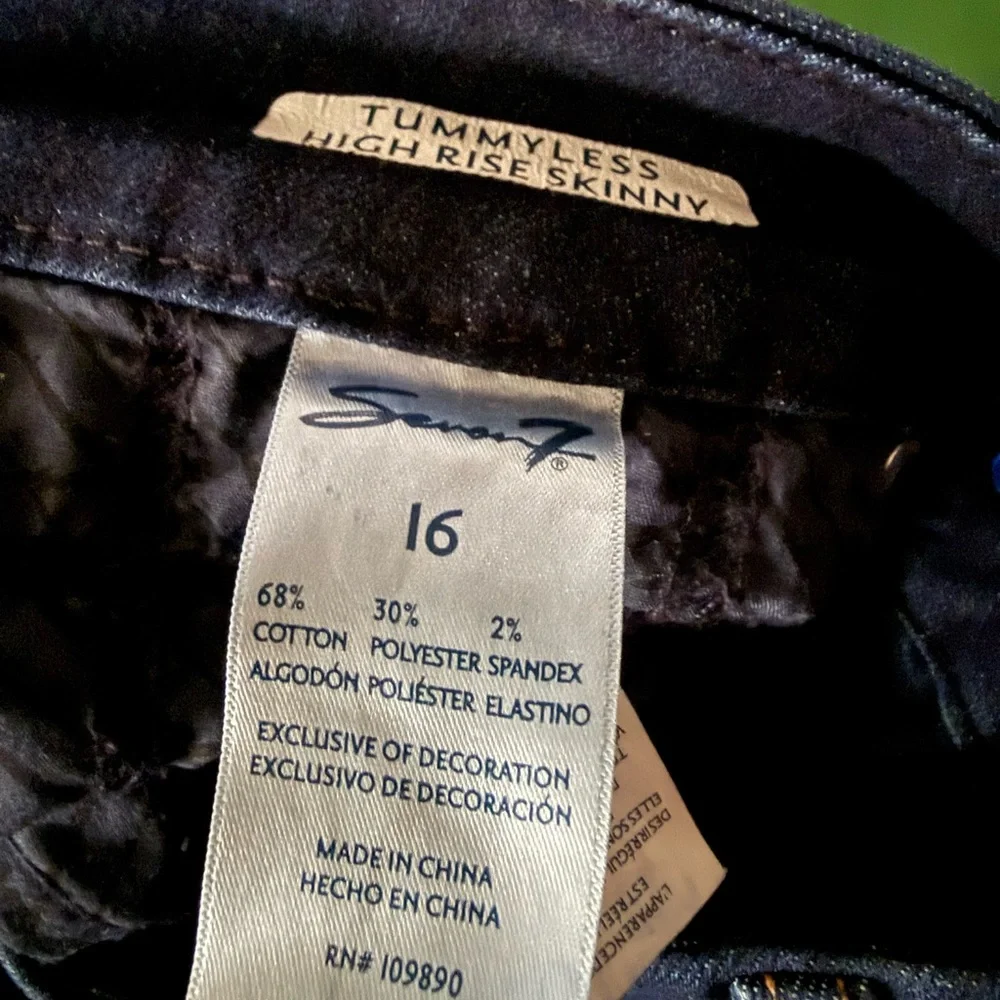 TUMMYLESS
HIGH RISE SKINNY
Seven7®
16
68% 30% 2%
COTTON POLYESTER SPANDEX
ALGODÓN POLIÉSTER ELASTINO
EXCLUSIVE OF DECORATION
EXCLUSIVO DE DECORACIÓN
MADE IN CHINA
HECHO EN CHINA
RN# 109890
L'APPARENCE